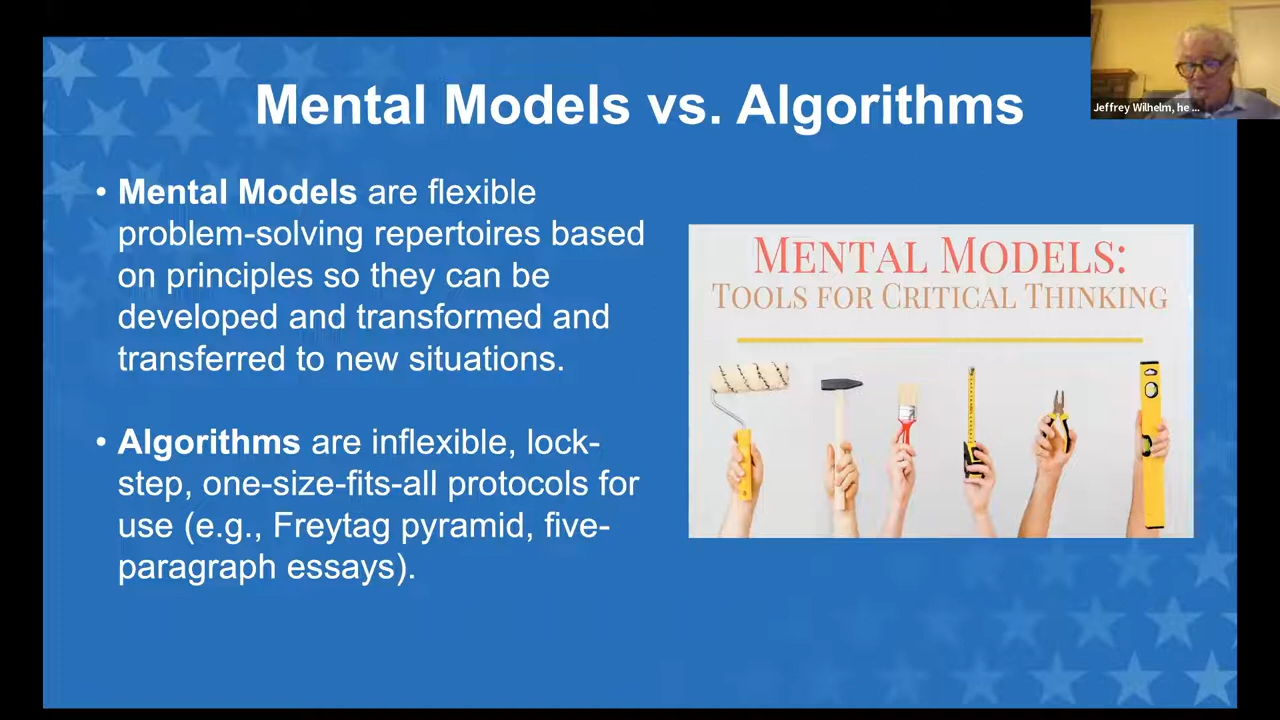 Mental Models vs. Algorithms
Jeffrey Wilhelm, he ...
• Mental Models are flexible
problem-solving repertoires based
on principles so they can be
developed and transformed and
transferred to new situations.
• Algorithms are inflexible, lock-
step, one-size-fits-all protocols for
use (e.g., Freytag pyramid, five-
paragraph essays).
MENTAL MODELS:
TOOLS FOR CRITICAL THINKING